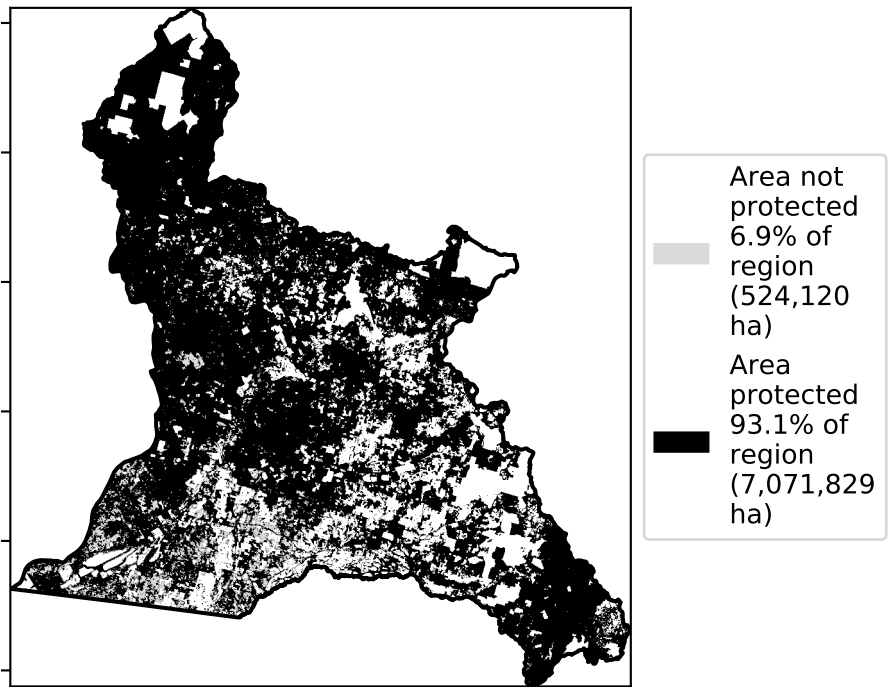 Area not
protected
6.9% of
region
(524,120
ha)
Area
protected
93.1% of
region
(7,071,829
ha)